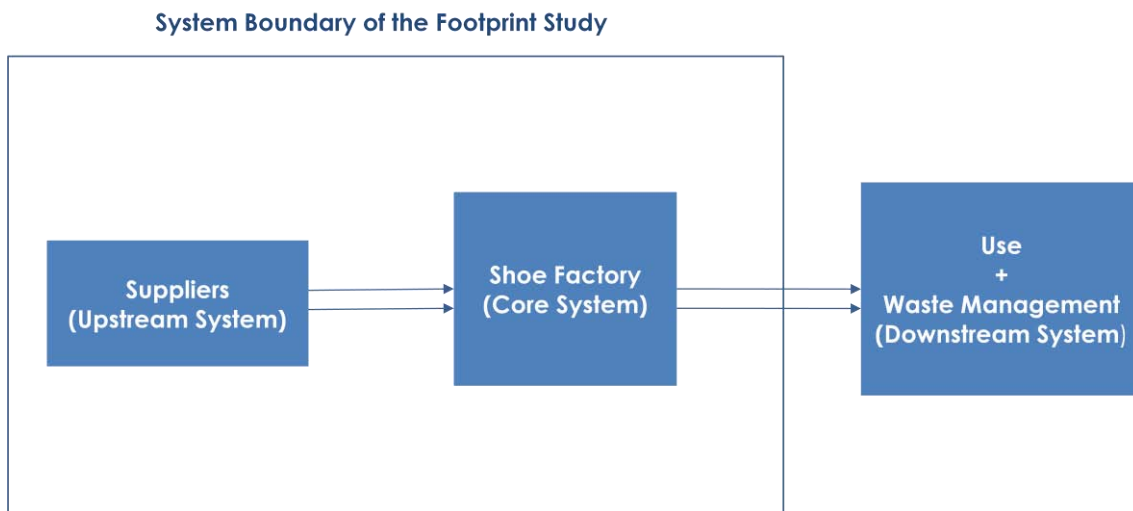 System Boundary of the Footprint Study
Suppliers
(Upstream System)
Shoe Factory
(Core System)
Use
+
Waste Management
(Downstream System)